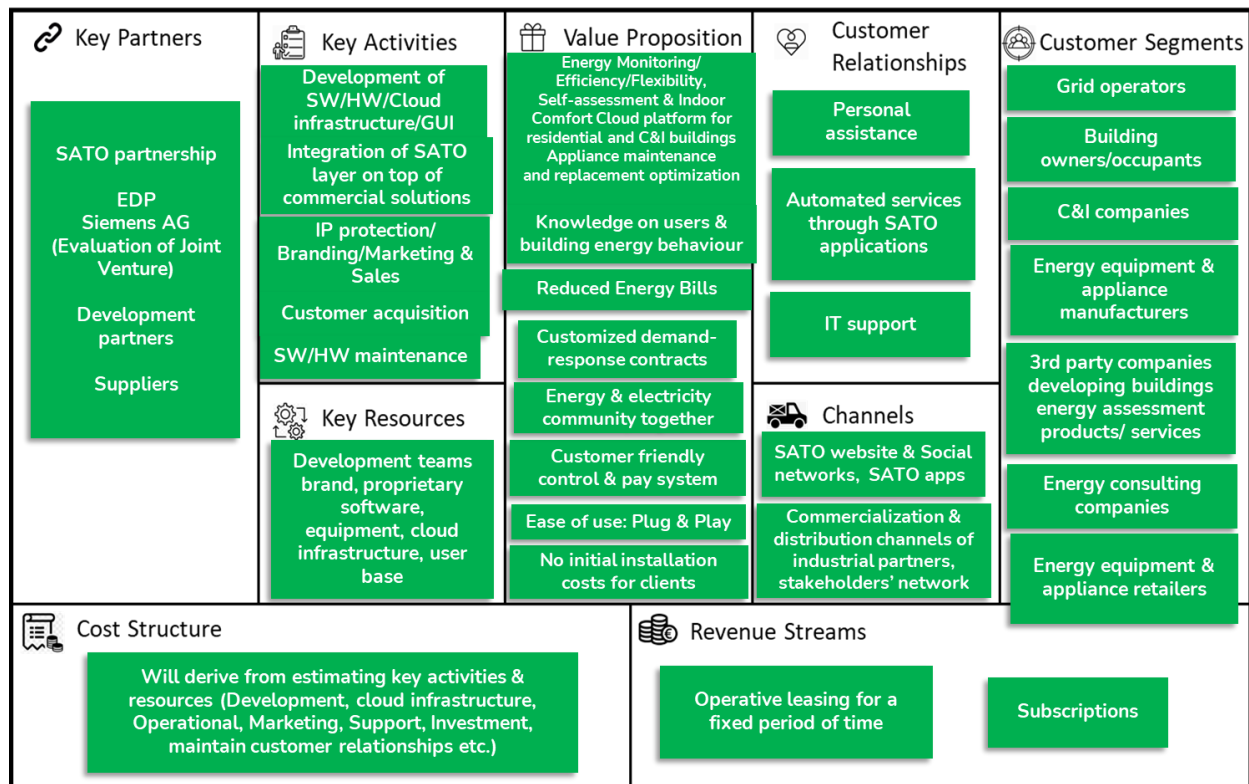 Key Partners
SATO partnership
EDP
Siemens AG
(Evaluation of Joint
Venture)
Development
partners
Suppliers
Key Activities
Development of
SW/HW/Cloud
infrastructure/GUI
Integration of SATO
layer on top of
commercial solutions
IP protection/
Branding/Marketing &
Sales
Customer acquisition
SW/HW maintenance
Key Resources
Development teams
brand, proprietary
software,
equipment, cloud
infrastructure, user
base
Value Proposition
Energy Monitoring/
Efficiency/Flexibility,
Self-assessment & Indoor
Comfort Cloud platform for
residential and C&I buildings
Appliance maintenance
and replacement optimization
Knowledge on users &
building energy behaviour
Reduced Energy Bills
Customized demand-
response contracts
Energy & electricity
community together
Customer friendly
control & pay system
Ease of use: Plug & Play
No initial installation
costs for clients
Customer
Relationships
Personal
assistance
Automated services
through SATO
applications
IT support
Channels
SATO website & Social
networks, SATO apps
Commercialization &
distribution channels of
industrial partners,
stakeholders' network
Customer Segments
Grid operators
Building
owners/occupants
C&I companies
Energy equipment &
appliance
manufacturers
3rd party companies
developing buildings
energy assessment
products/ services
Energy consulting
companies
Energy equipment &
appliance retailers
Cost Structure
Will derive from estimating key activities &
resources (Development, cloud infrastructure,
Operational, Marketing, Support, Investment,
maintain customer relationships etc.)
Revenue Streams
Operative leasing for a
fixed period of time
Subscriptions